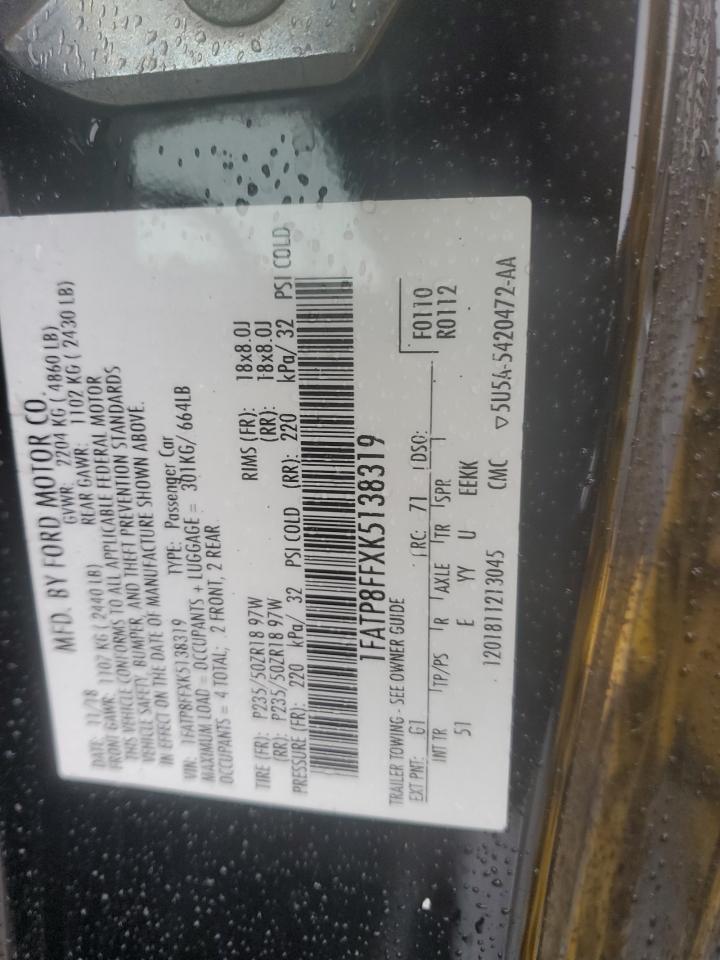 MFD. BY FORD MOTOR CO.
DATE: 11/18 GVWR: 2204 KG ( 4860 LB)
FRONT GAWR: 1107 KG ( 2440LB) REAR GAWR: 1102 KG ( 2430 LB)
THIS VEHICLE CONFORMS TO ALL APPLICABLE FEDERAL MOTOR
VEHICLE SAFETY, BUMPER, AND THEFT PREVENTION STANDARDS
IN EFFECT ON THE DATE OF MANUFACTURE SHOWN ABOVE.
VIN: 1FATP8FFXK5138319 TYPE: Passenger Car
MAXIMUM LOAD = OCCUPANTS + LUGGAGE = 301KG/ 664LB
OCCUPANTS = 4 TOTAL; 2 FRONT, 2 REAR
TIRE (FR): P235/50ZR18 97W RIMS (FR): 18x8.0J
(RR): P235/50ZR18 97W (RR): 18x8.0J
PRESSURE (FR): 220 kPa/ 32 PSI COLD (RR): 220 kPa/ 32 PSI COLD
1FATP8FFXK5138319
TRAILER TOWING - SEE OWNER GUIDE
EXT PNT: G1 RC: 71 DSO: F0110
R0112
INT TR TP/PS R AXLE TR SPR
51 E YY U EEKK
1201811213045 CMC ▽5U5A-5420472-AA